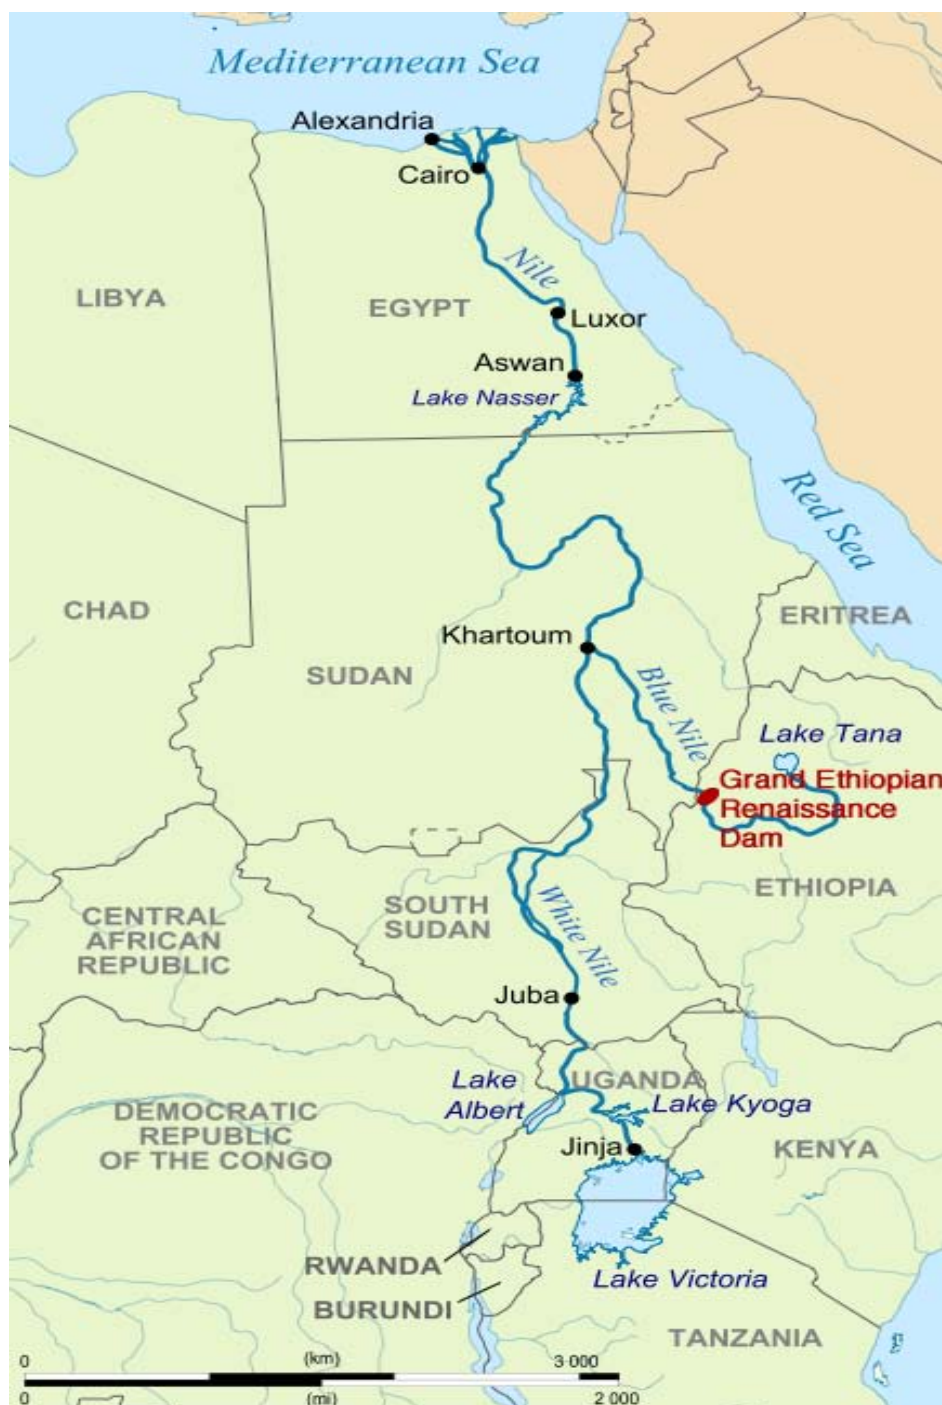 Mediterranean Sea
Alexandria
Cairo
Nile
LIBYA
EGYPT
Luxor
Aswan
Lake Nasser
Red Sea
CHAD
ERITREA
Khartoum
SUDAN
Blue Nile
Lake Tana
Grand Ethiopian
Renaissance
Dam
ETHIOPIA
SOUTH
SUDAN
CENTRAL
AFRICAN
REPUBLIC
White Nile
Juba
Lake
Albert
UGANDA
Lake Kyoga
DEMOCRATIC
REPUBLIC
OF THE CONGO
Jinja
KENYA
RWANDA
Lake Victoria
BURUNDI
TANZANIA
0 (km) 3 000
0 (mi) 2 000